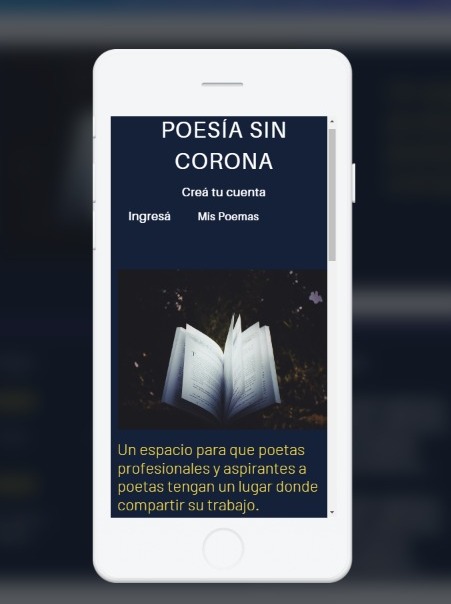 POESÍA SIN
CORONA
Creá tu cuenta
Ingresá Mis Poemas
Un espacio para que poetas
profesionales y aspirantes a
poetas tengan un lugar donde
compartir su trabajo.